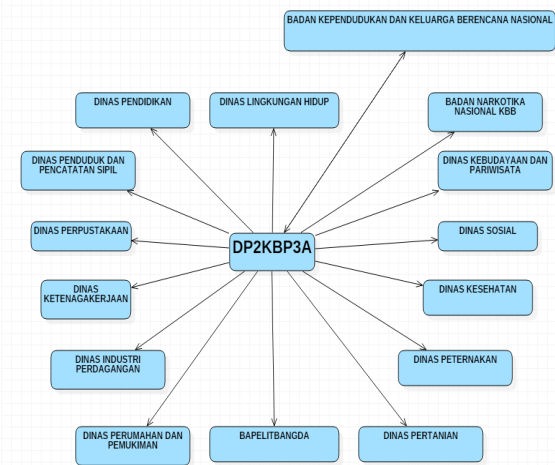 BADAN KEPENDUDUKAN DAN KELUARGA BERENCANA NASIONAL
DINAS PENDIDIKAN
DINAS LINGKUNGAN HIDUP
BADAN NARKOTIKA
NASIONAL KBB
DINAS PENDUDUK DAN
PENCATATAN SIPIL
DINAS KEBUDAYAAN DAN
PARIWISATA
DINAS PERPUSTAKAAN
DP2KBP3A
DINAS SOSIAL
DINAS
KETENAGAKERJAAN
DINAS KESEHATAN
DINAS INDUSTRI
PERDAGANGAN
DINAS PETERNAKAN
DINAS PERUMAHAN DAN
PEMUKIMAN
BAPELITBANGDA
DINAS PERTANIAN